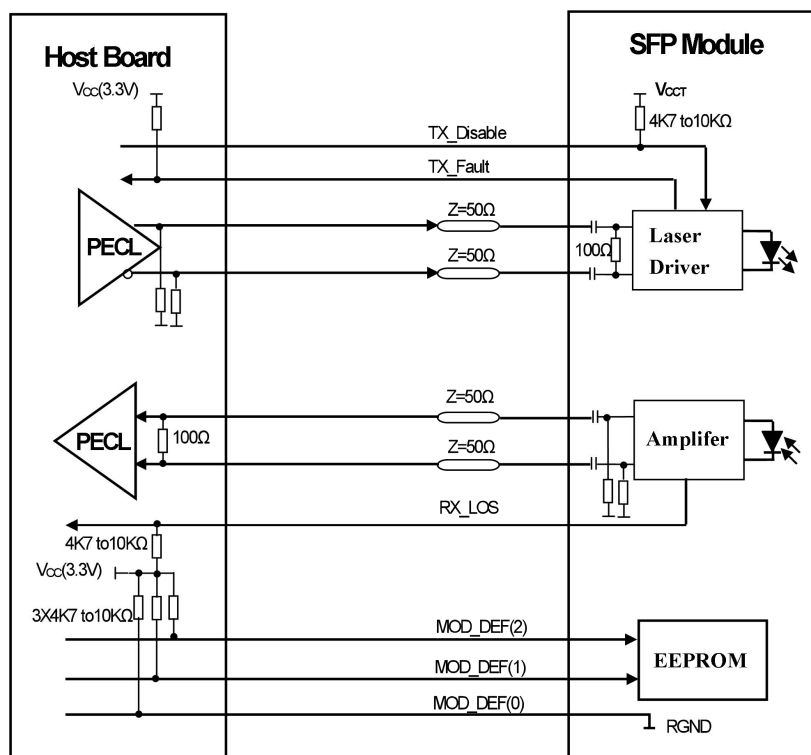 Host Board
SFP Module
Vcc(3.3V)
VCCT
4K7 to10KΩ
TX_Disable
TX_Fault
Z=50Ω
PECL
100Ω
Laser
Driver
Z=50Ω
Z=50Ω
PECL
100Ω
Z=50Ω
Amplifer
RX_LOS
4K7 to10KΩ
Vcc(3.3V)
3X4K7 to10KΩ
MOD_DEF(2)
EEPROM
MOD_DEF(1)
MOD_DEF(0)
RGND